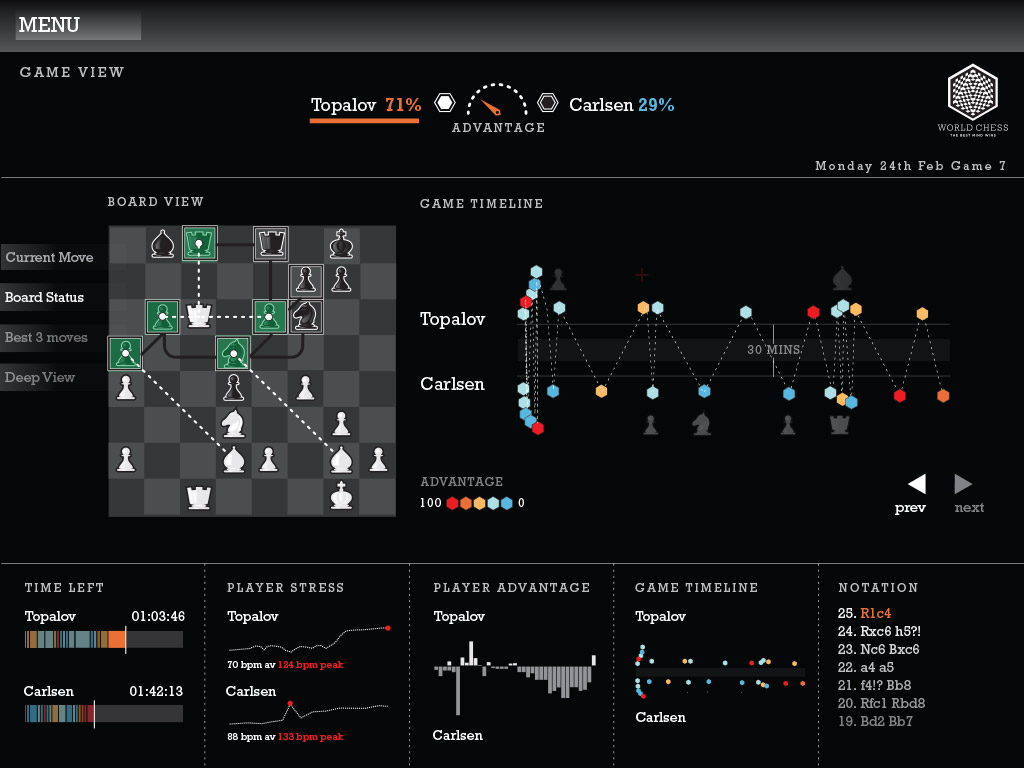 MENU
GAME VIEW
Topalov 71%
Carlsen 29%
ADVANTAGE
WORLD CHESS
THE BEST MIND WINS
Monday 24th Feb Game 7
BOARD VIEW
GAME TIMELINE
Current Move
Board Status
Best 3 moves
Deep View
Topalov
30 MINS
Carlsen
ADVANTAGE
100 0
prev next
TIME LEFT
Topalov 01:03:46
Carlsen 01:42:13
PLAYER STRESS
Topalov
70 bpm av 124 bpm peak
Carlsen
88 bpm av 133 bpm peak
PLAYER ADVANTAGE
Topalov
Carlsen
GAME TIMELINE
Topalov
Carlsen
NOTATION
25. R1c4
24. Rxc6 h5?!
23. Nc6 Bxc6
22. a4 a5
21. f4!? Bb8
20. Rfc1 Rbd8
19. Bd2 Bb7